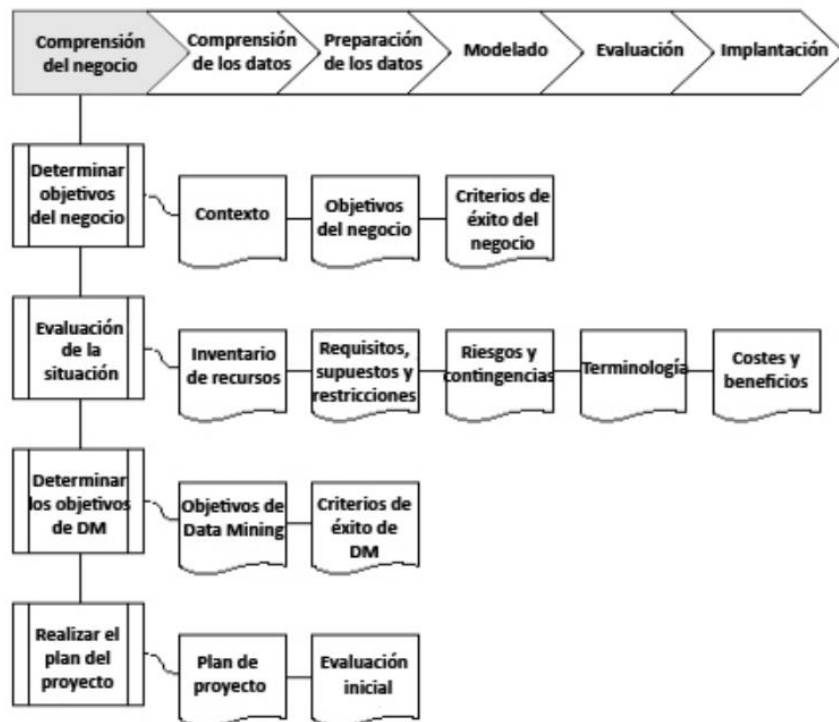 Comprensión
del negocio
Comprensión
de los datos
Preparación
de los datos
Modelado
Evaluación
Implantación
Determinar
objetivos
del negocio
Contexto
Objetivos
del negocio
Criterios de
éxito del
negocio
Evaluación
de la
situación
Inventario
de recursos
Requisitos,
supuestos y
restricciones
Riesgos y
contingencias
Terminología
Costes y
beneficios
Determinar
los objetivos
de DM
Objetivos de
Data Mining
Criterios de
éxito de
DM
Realizar el
plan del
proyecto
Plan de
proyecto
Evaluación
inicial